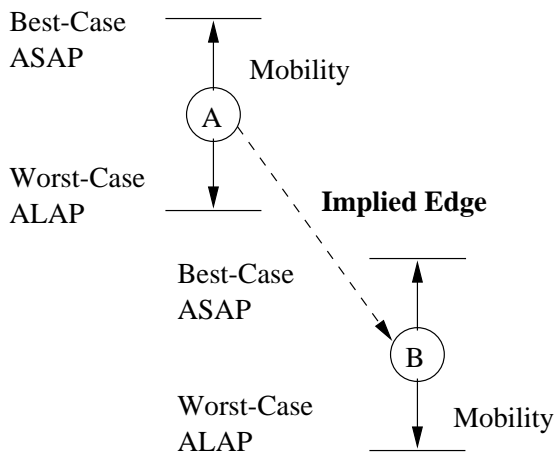 Best-Case
ASAP
Mobility
A
Worst-Case
ALAP
Implied Edge
Best-Case
ASAP
B
Worst-Case
ALAP
Mobility